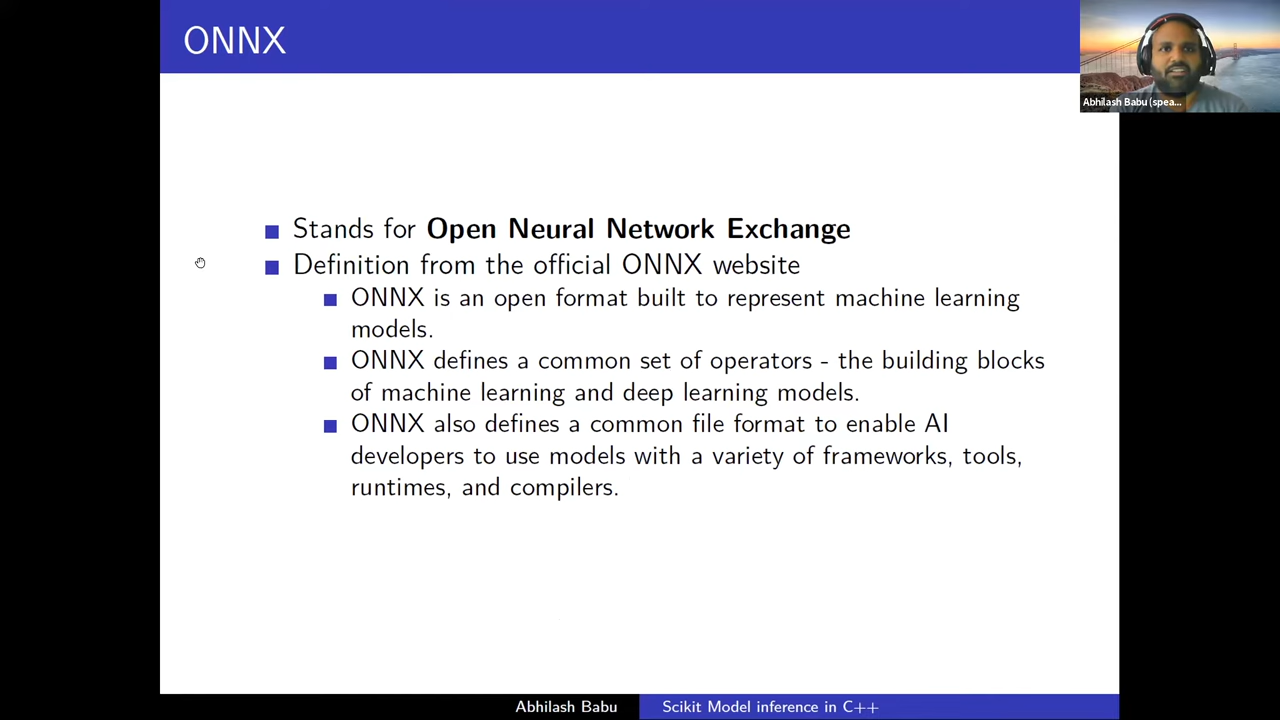 ONNX
Abhilash Babu (spea...
Stands for Open Neural Network Exchange
Definition from the official ONNX website
ONNX is an open format built to represent machine learning
models.
ONNX defines a common set of operators - the building blocks
of machine learning and deep learning models.
ONNX also defines a common file format to enable AI
developers to use models with a variety of frameworks, tools,
runtimes, and compilers.
Abhilash Babu
Scikit Model inference in C++